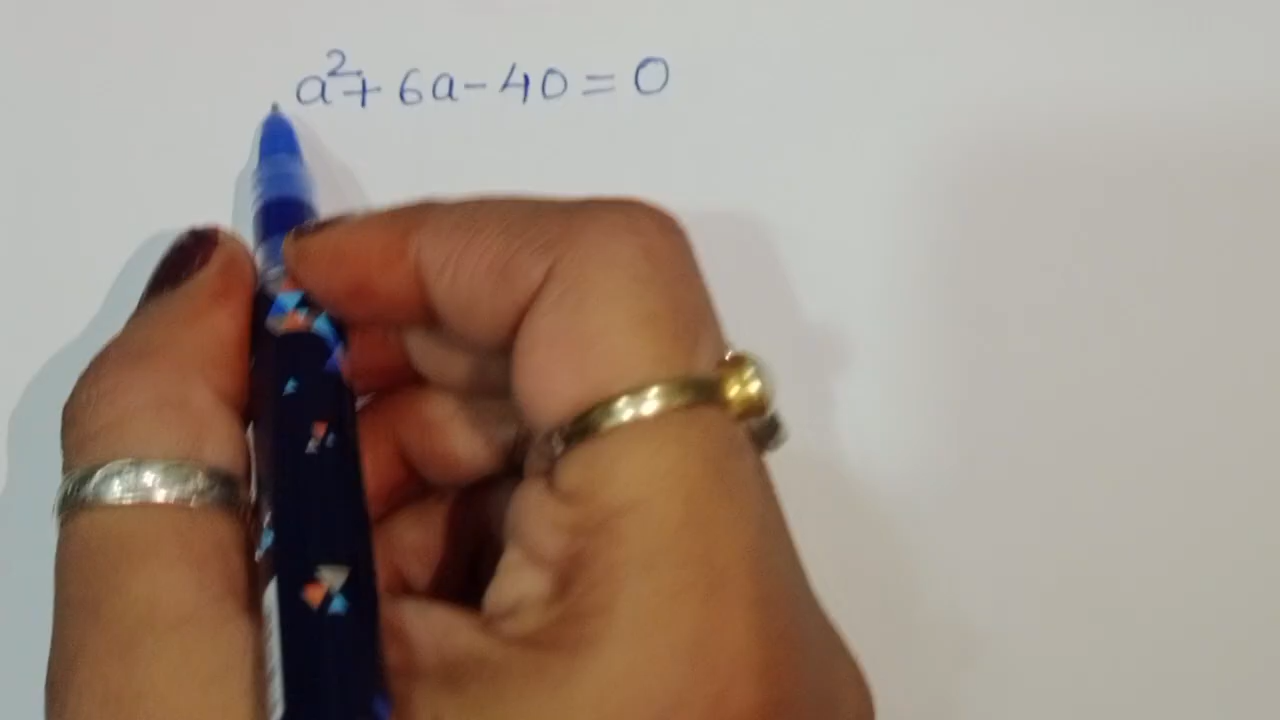 a²+ 6a - 40 = 0